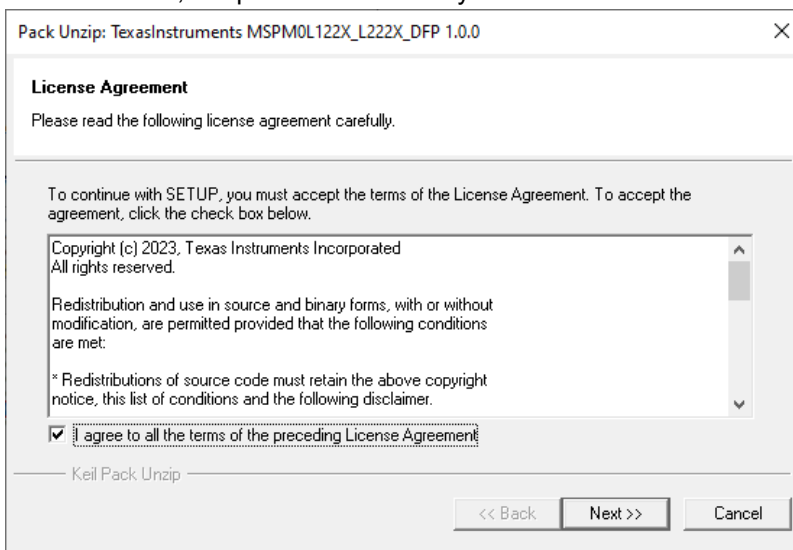 Pack Unzip: TexasInstruments MSPM0L122X_L222X_DFP 1.0.0
License Agreement
Please read the following license agreement carefully.
To continue with SETUP, you must accept the terms of the License Agreement. To accept the
agreement, click the check box below.
Copyright (c) 2023, Texas Instruments Incorporated
All rights reserved.
Redistribution and use in source and binary forms, with or without
modification, are permitted provided that the following conditions
are met:
* Redistributions of source code must retain the above copyright
notice, this list of conditions and the following disclaimer.
I agree to all the terms of the preceding License Agreement
Keil Pack Unzip
<< Back
Next >>
Cancel